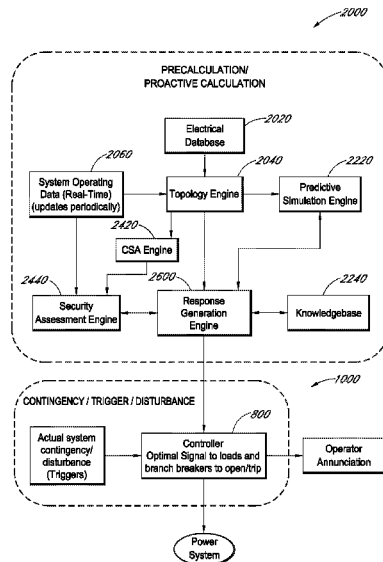 2000
PRECALCULATION/
PROACTIVE CALCULATION
2020
Electrical
Database
2060
2040
2220
System Operating
Data (Real-Time)
(updates periodically)
Topology Engine
Predictive
Simulation Engine
2420
CSA Engine
2440
2600
2240
Security
Assessment Engine
Response
Generation
Engine
Knowledgebase
1000
CONTINGENCY / TRIGGER / DISTURBANCE
800
Actual system
contingency/
disturbance
(Triggers)
Controller
Optimal Signal to loads and
branch breakers to open/trip
Operator
Annunciation
Power
System